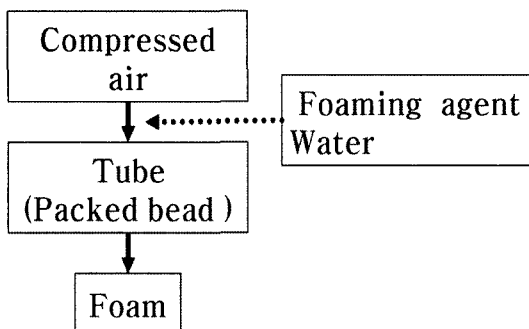 Compressed
air
Foaming agent
Water
Tube
(Packed bead )
Foam